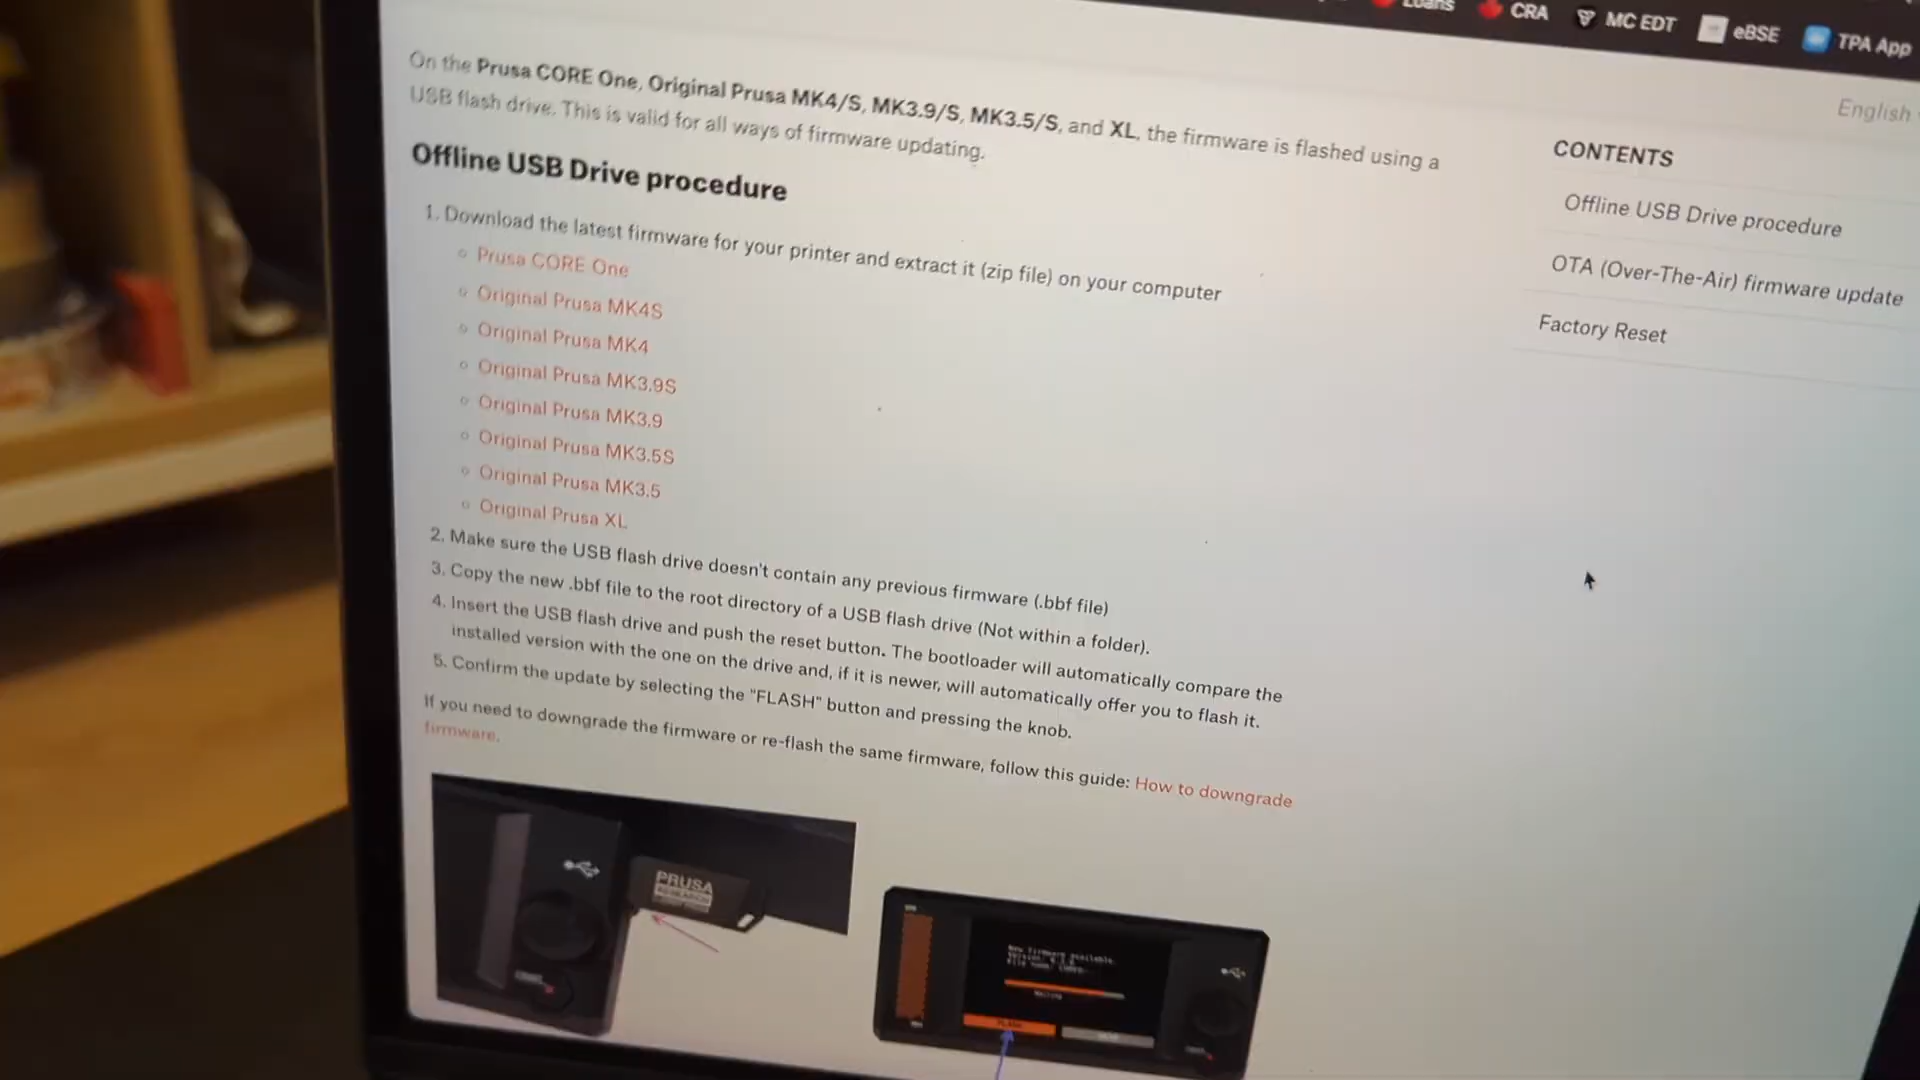 Loans
CRA
MC EDT
eBSE
TPA App
English
On the Prusa CORE One, Original Prusa MK4/S, MK3.9/S, MK3.5/S, and XL, the firmware is flashed using a
USB flash drive. This is valid for all ways of firmware updating.
Offline USB Drive procedure
1. Download the latest firmware for your printer and extract it (zip file) on your computer
Prusa CORE One
Original Prusa MK4S
Original Prusa MK4
Original Prusa MK3.9S
Original Prusa MK3.9
Original Prusa MK3.5S
Original Prusa MK3.5
Original Prusa XL
2. Make sure the USB flash drive doesn't contain any previous firmware (.bbf file)
3. Copy the new .bbf file to the root directory of a USB flash drive (Not within a folder).
4. Insert the USB flash drive and push the reset button. The bootloader will automatically compare the
installed version with the one on the drive and, if it is newer, will automatically offer you to flash it.
5. Confirm the update by selecting the "FLASH" button and pressing the knob.
If you need to downgrade the firmware or re-flash the same firmware, follow this guide: How to downgrade
firmware.
CONTENTS
Offline USB Drive procedure
OTA (Over-The-Air) firmware update
Factory Reset
PRUSA
RESEARCH
New firmware available.
FLASH